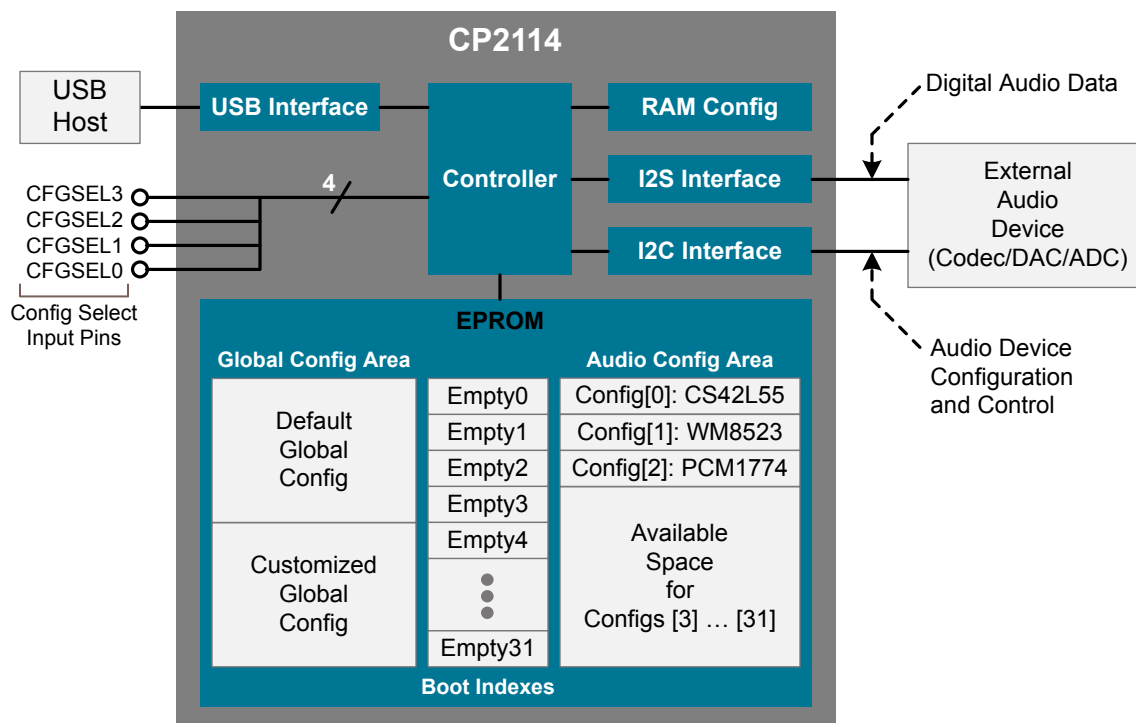 CP2114
USB
Host
USB Interface
Controller
RAM Config
I2S Interface
I2C Interface
Digital Audio Data
External
Audio
Device
(Codec/DAC/ADC)
Audio Device
Configuration
and Control
CFGSEL3
CFGSEL2
CFGSEL1
CFGSEL0
4
Config Select
Input Pins
EPROM
Global Config Area
Default
Global
Config
Customized
Global
Config
Empty0
Empty1
Empty2
Empty3
Empty4
Empty31
Boot Indexes
Audio Config Area
Config[0]: CS42L55
Config[1]: WM8523
Config[2]: PCM1774
Available
Space
for
Configs [3] … [31]